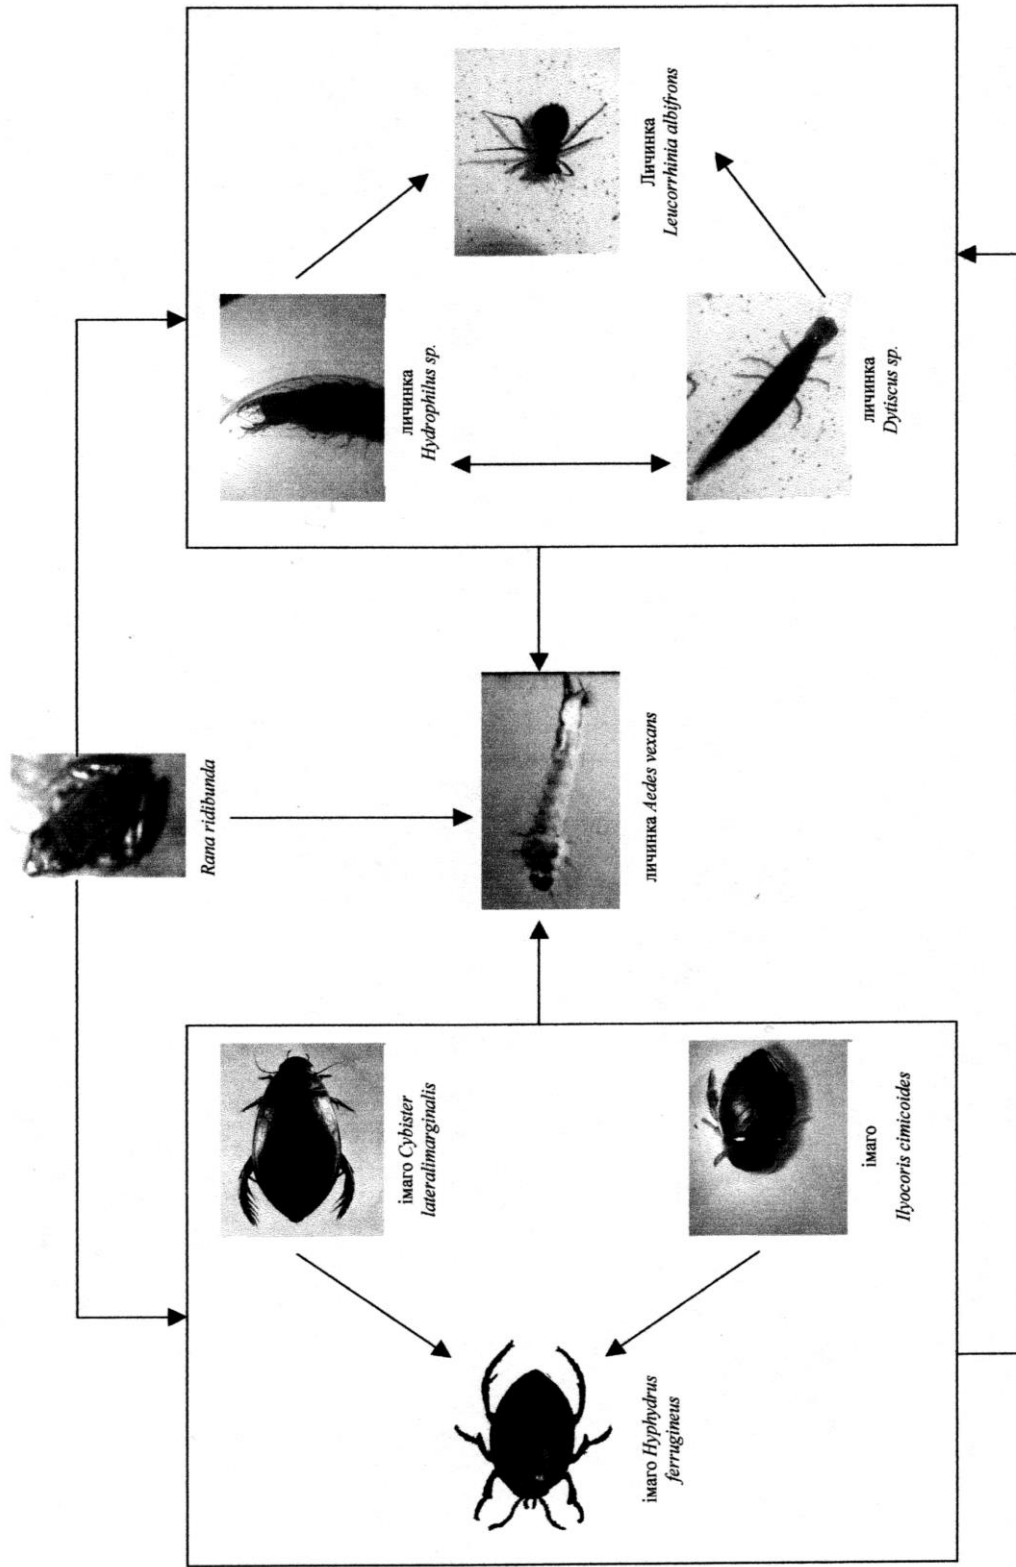 Rana ridibunda
імаго Cybister
lateralimarginalis
личинка
Hydrophilus sp.
імаго Hyphydrus
ferrugineus
личинка Aedes vexans
Личинка
Leucorrhinia albifrons
імаго
Ilyocoris cimicoides
личинка
Dytiscus sp.